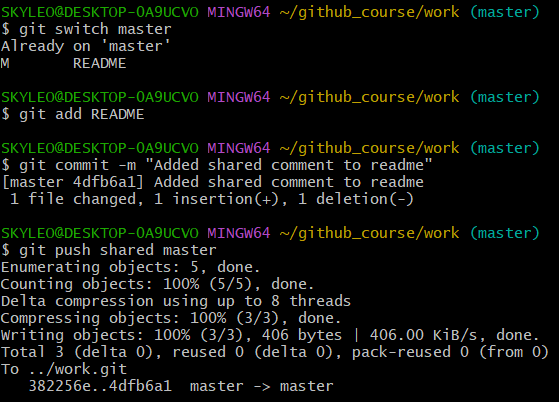 SKYLEO@DESKTOP-0A9UCVO MINGW64 ~/github_course/work (master)
$ git switch master
Already on 'master'
M       README
SKYLEO@DESKTOP-0A9UCVO MINGW64 ~/github_course/work (master)
$ git add README
SKYLEO@DESKTOP-0A9UCVO MINGW64 ~/github_course/work (master)
$ git commit -m "Added shared comment to readme"
[master 4dfb6a1] Added shared comment to readme
 1 file changed, 1 insertion(+), 1 deletion(-)
SKYLEO@DESKTOP-0A9UCVO MINGW64 ~/github_course/work (master)
$ git push shared master
Enumerating objects: 5, done.
Counting objects: 100% (5/5), done.
Delta compression using up to 8 threads
Compressing objects: 100% (3/3), done.
Writing objects: 100% (3/3), 406 bytes | 406.00 KiB/s, done.
Total 3 (delta 0), reused 0 (delta 0), pack-reused 0 (from 0)
To ../work.git
   382256e..4dfb6a1  master -> master